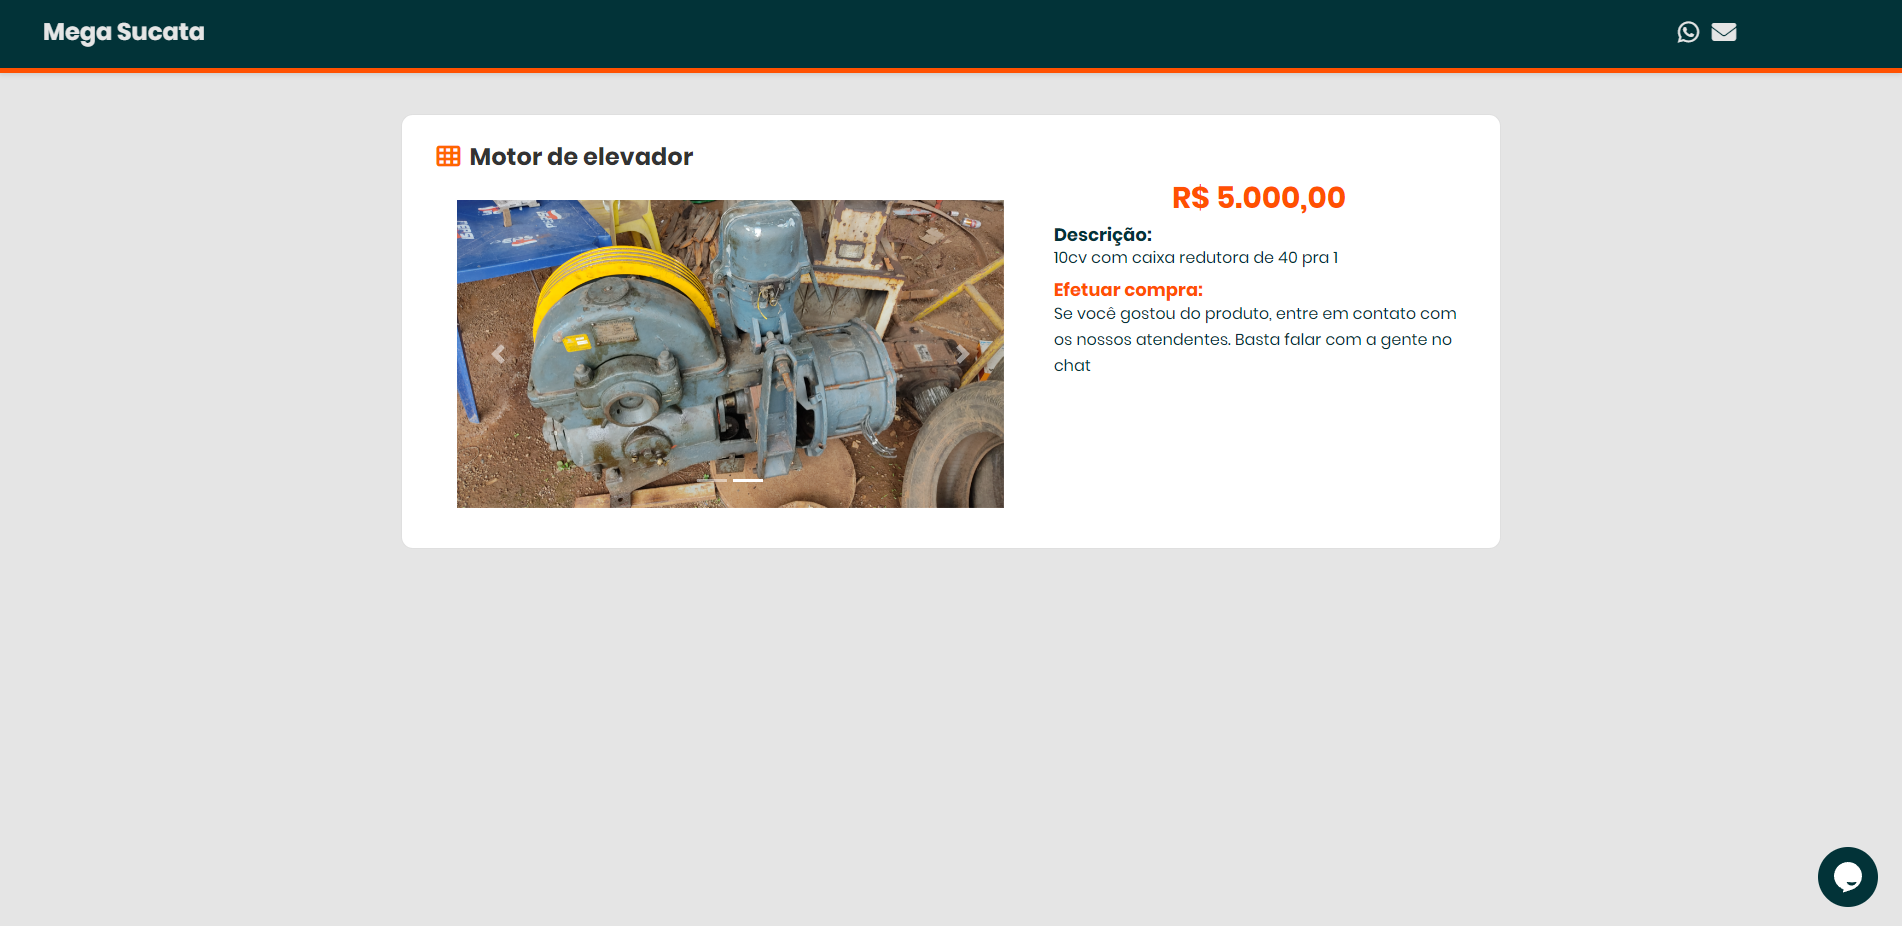 Mega Sucata
Motor de elevador
R$ 5.000,00
Descrição:
10cv com caixa redutora de 40 pra 1
Efetuar compra:
Se você gostou do produto, entre em contato com
os nossos atendentes. Basta falar com a gente no
chat